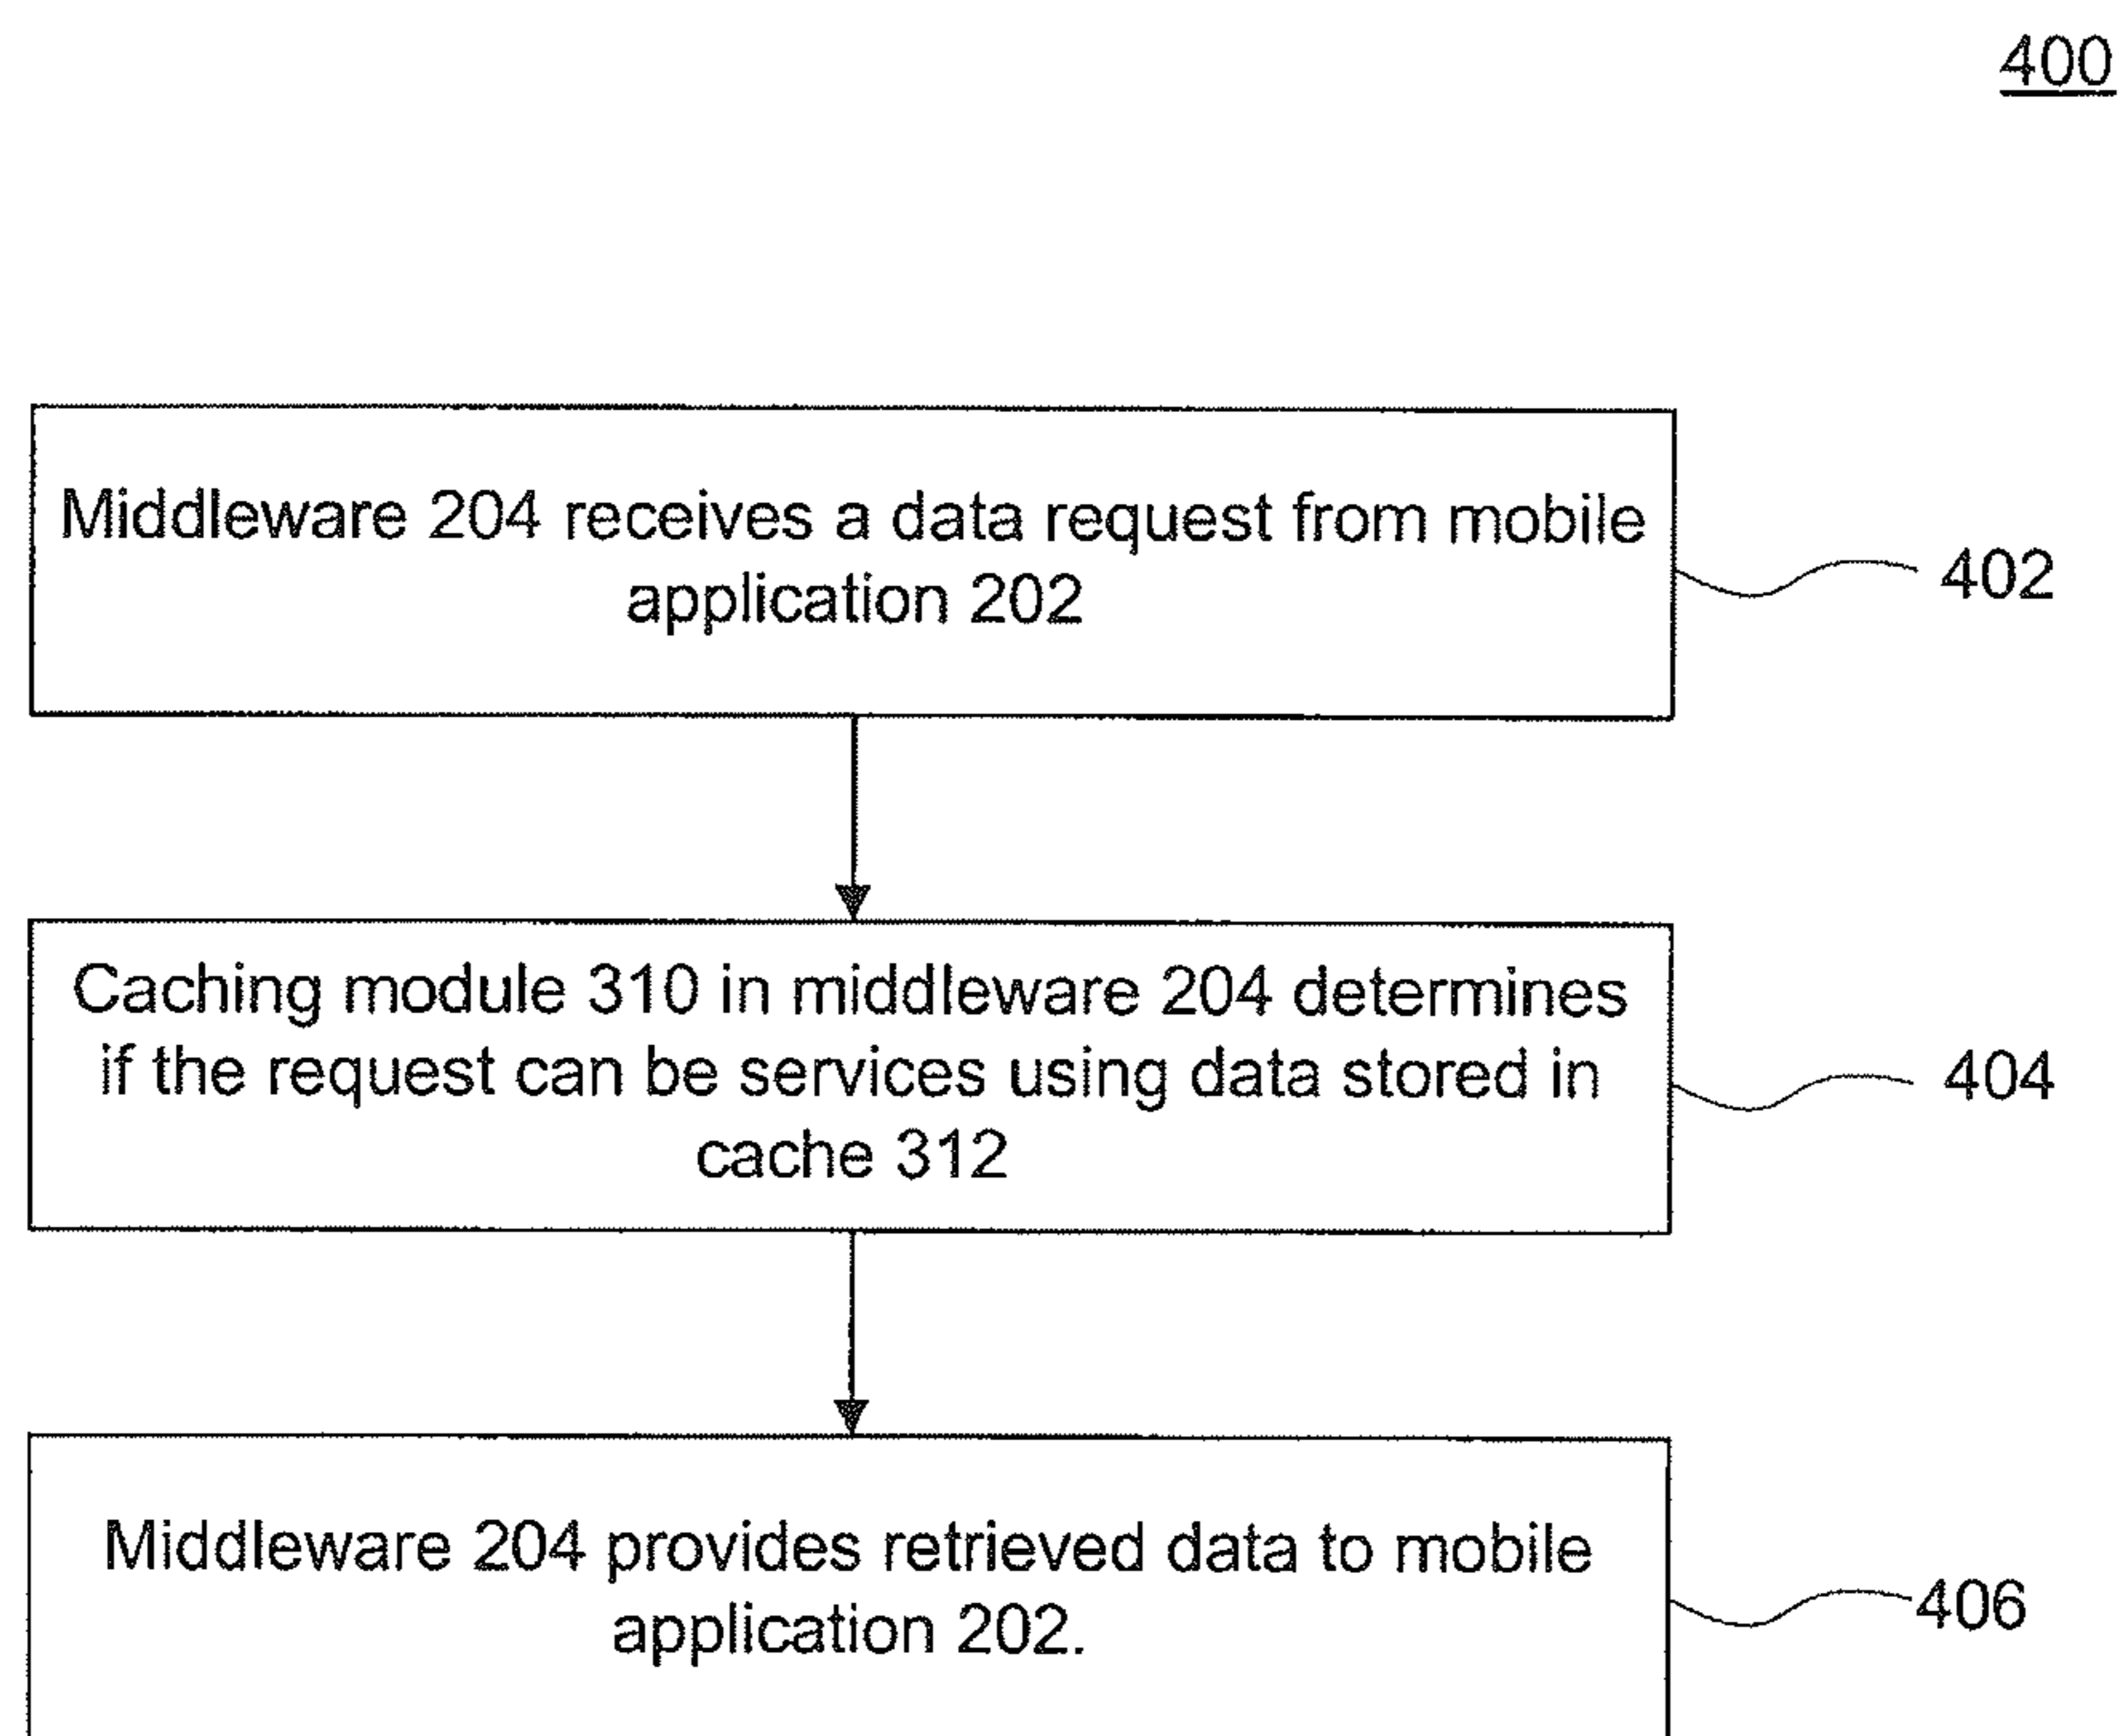 400
Middleware 204 receives a data request from mobile
application 202
402
Caching module 310 in middleware 204 determines
if the request can be services using data stored in
cache 312
404
Middleware 204 provides retrieved data to mobile
application 202.
406